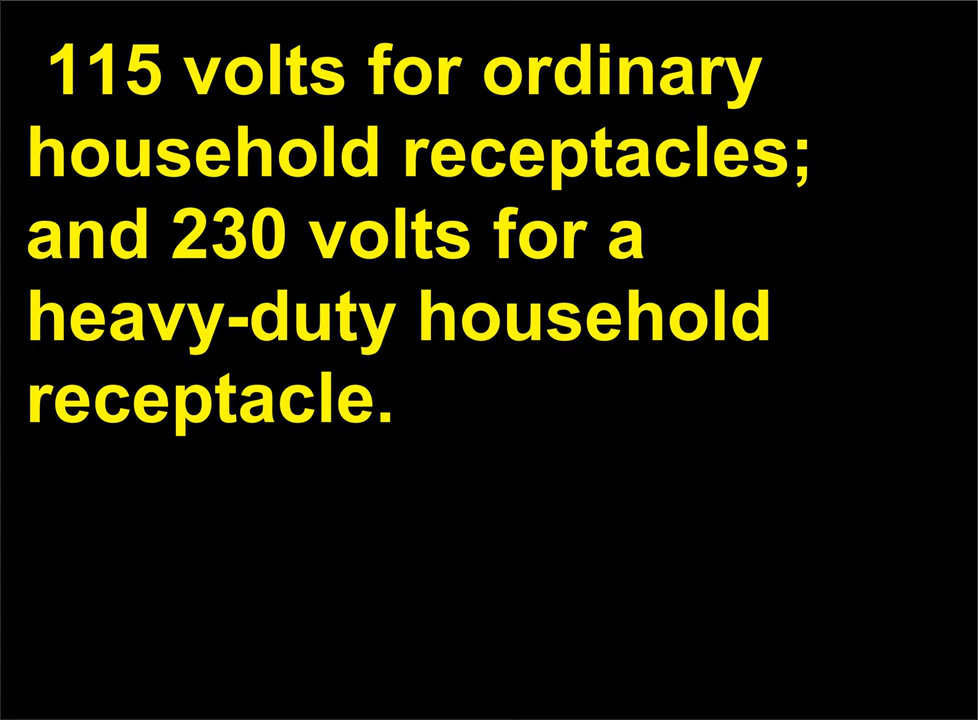 115 volts for ordinary
household receptacles;
and 230 volts for a
heavy-duty household
receptacle.